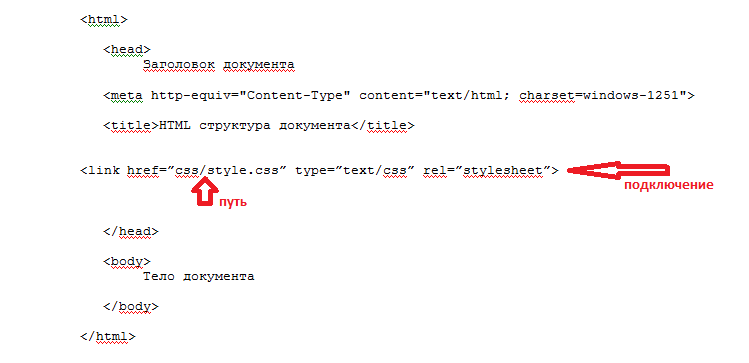 <html>
<head>
Заголовок документа
<meta http-equiv="Content-Type" content="text/html; charset=windows-1251">
<title>HTML структура документа</title>
<link href=”css/style.css” type=”text/css” rel=”stylesheet”>
подключение
путь
</head>
<body>
Тело документа
</body>
</html>